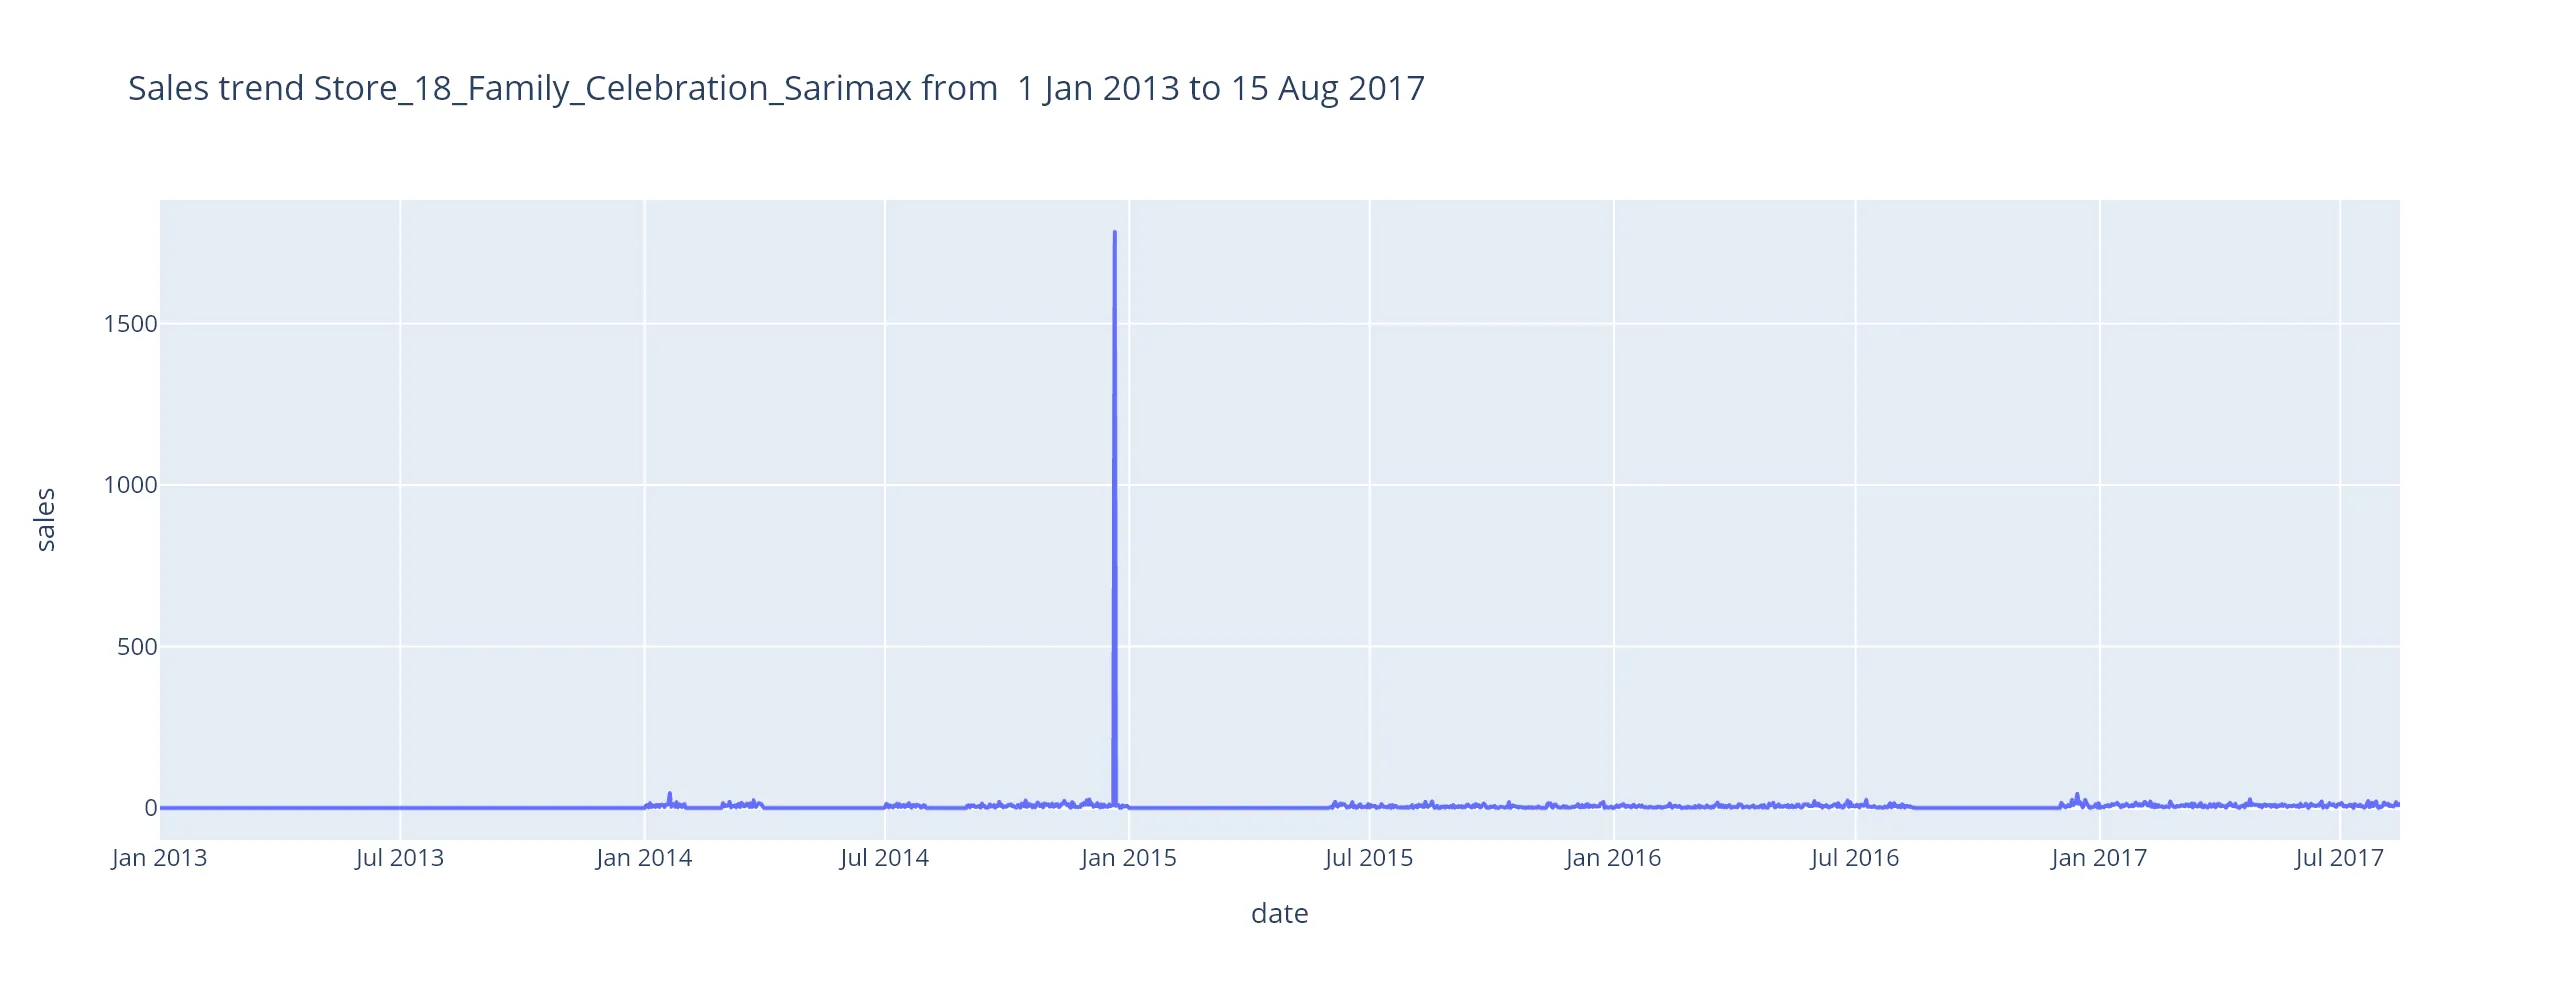 Sales trend Store_18_Family_Celebration_Sarimax from  1 Jan 2013 to 15 Aug 2017
sales
1500
1000
500
0
Jan 2013 Jul 2013 Jan 2014 Jul 2014 Jan 2015 Jul 2015 Jan 2016 Jul 2016 Jan 2017 Jul 2017
date